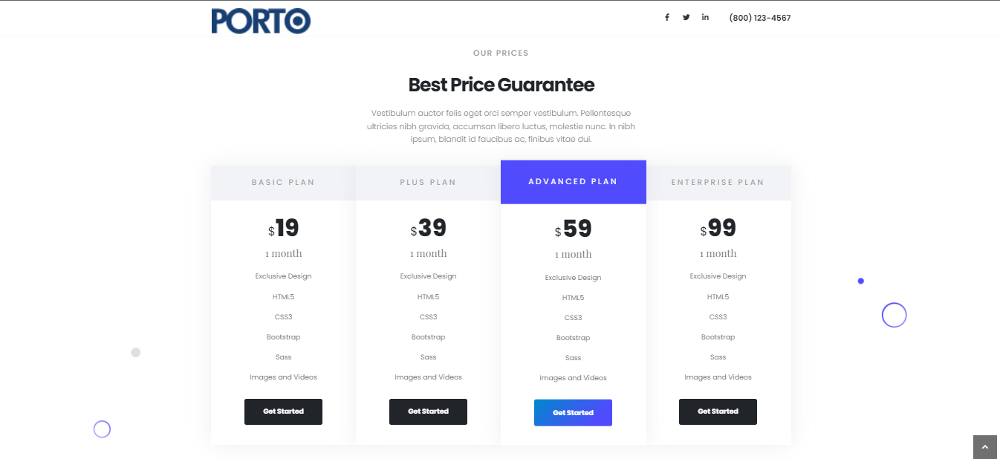 PORTO
(800) 123-4567
OUR PRICES
Best Price Guarantee
Vestibulum auctor felis eget orci semper vestibulum. Pellentesque
ultricies nibh gravida, accumsan libero luctus, molestie nunc. In nibh
ipsum, blandit id faucibus ac, finibus vitae dui.
BASIC PLAN
$19
1 month
Exclusive Design
HTML5
CSS3
Bootstrap
Sass
Images and Videos
Get Started
PLUS PLAN
$39
1 month
Exclusive Design
HTML5
CSS3
Bootstrap
Sass
Images and Videos
Get Started
ADVANCED PLAN
$59
1 month
Exclusive Design
HTML5
CSS3
Bootstrap
Sass
Images and Videos
Get Started
ENTERPRISE PLAN
$99
1 month
Exclusive Design
HTML5
CSS3
Bootstrap
Sass
Images and Videos
Get Started